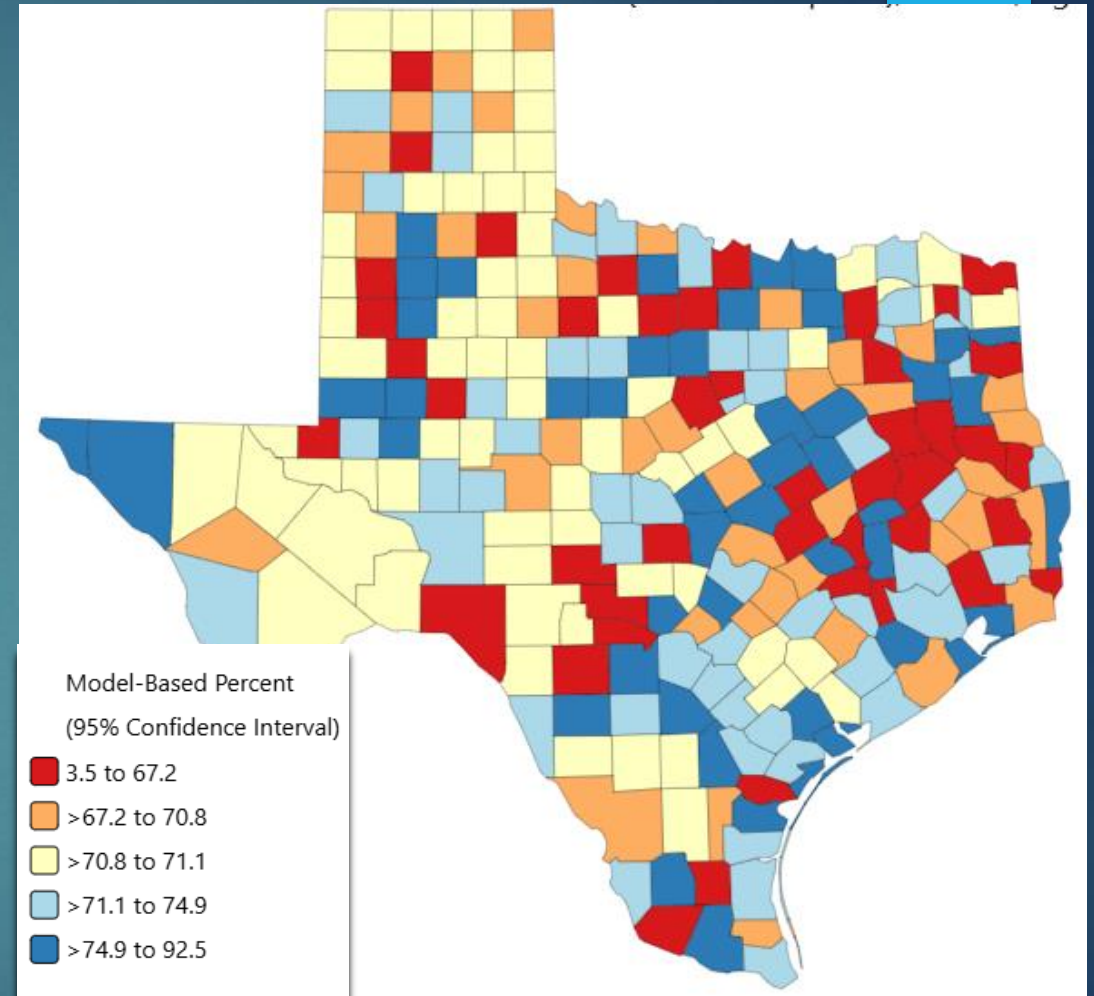 Model-Based Percent
(95% Confidence Interval)
3.5 to 67.2
>67.2 to 70.8
>70.8 to 71.1
>71.1 to 74.9
>74.9 to 92.5